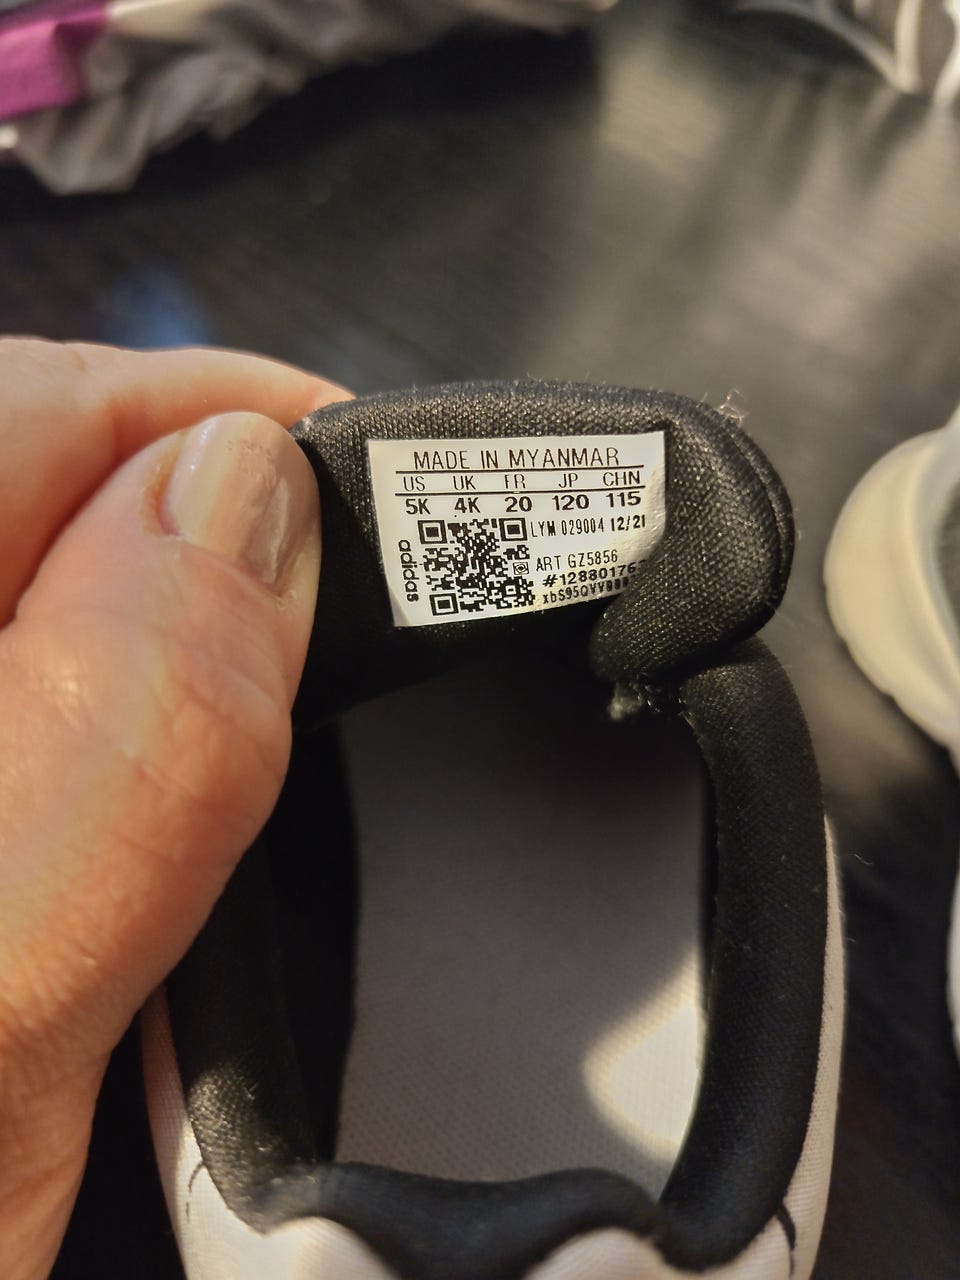 MADE IN MYANMAR
US UK FR JP CHN
5K 4K 20 120 115
LYM 029004 12/21
ART GZ5856
adidas